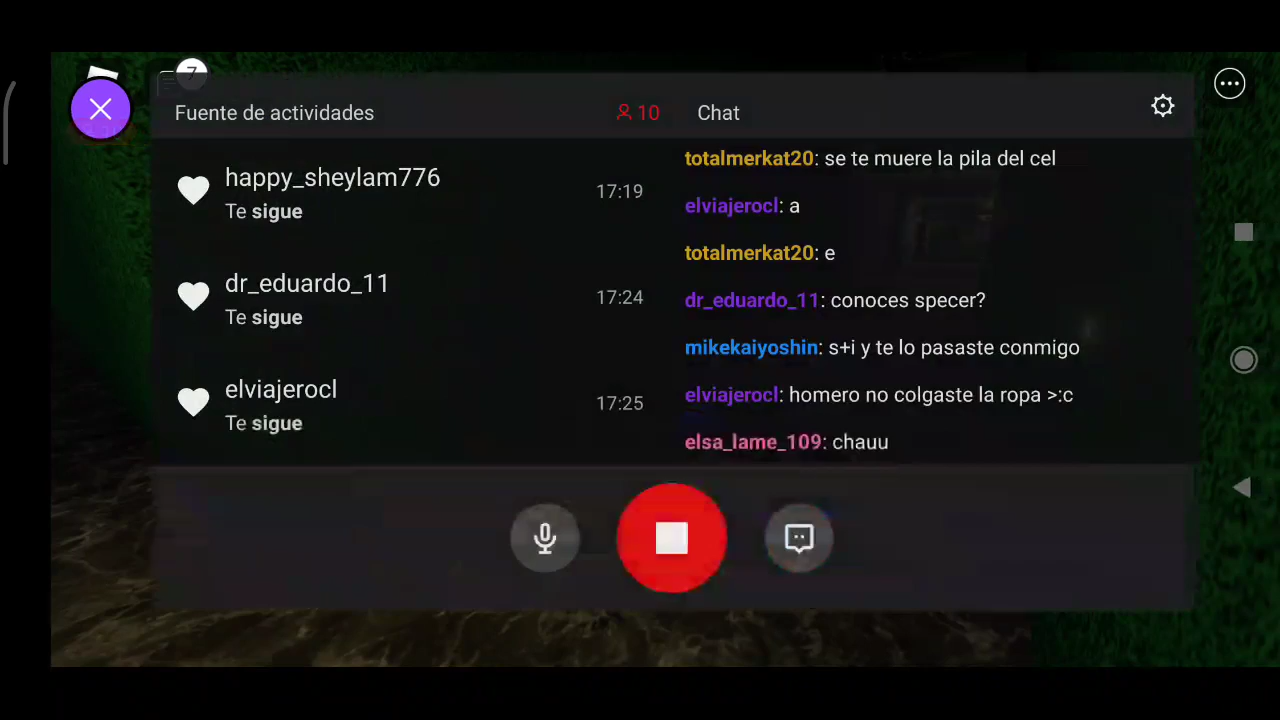 7
Fuente de actividades
10
Chat
happy_sheylam776
Te sigue
17:19
dr_eduardo_11
Te sigue
17:24
elviajerocl
Te sigue
17:25
totalmerkat20: se te muere la pila del cel
elviajerocl: a
totalmerkat20: e
dr_eduardo_11: conoces specer?
mikekaiyoshin: s+i y te lo pasaste conmigo
elviajerocl: homero no colgaste la ropa >:c
elsa_lame_109: chauu